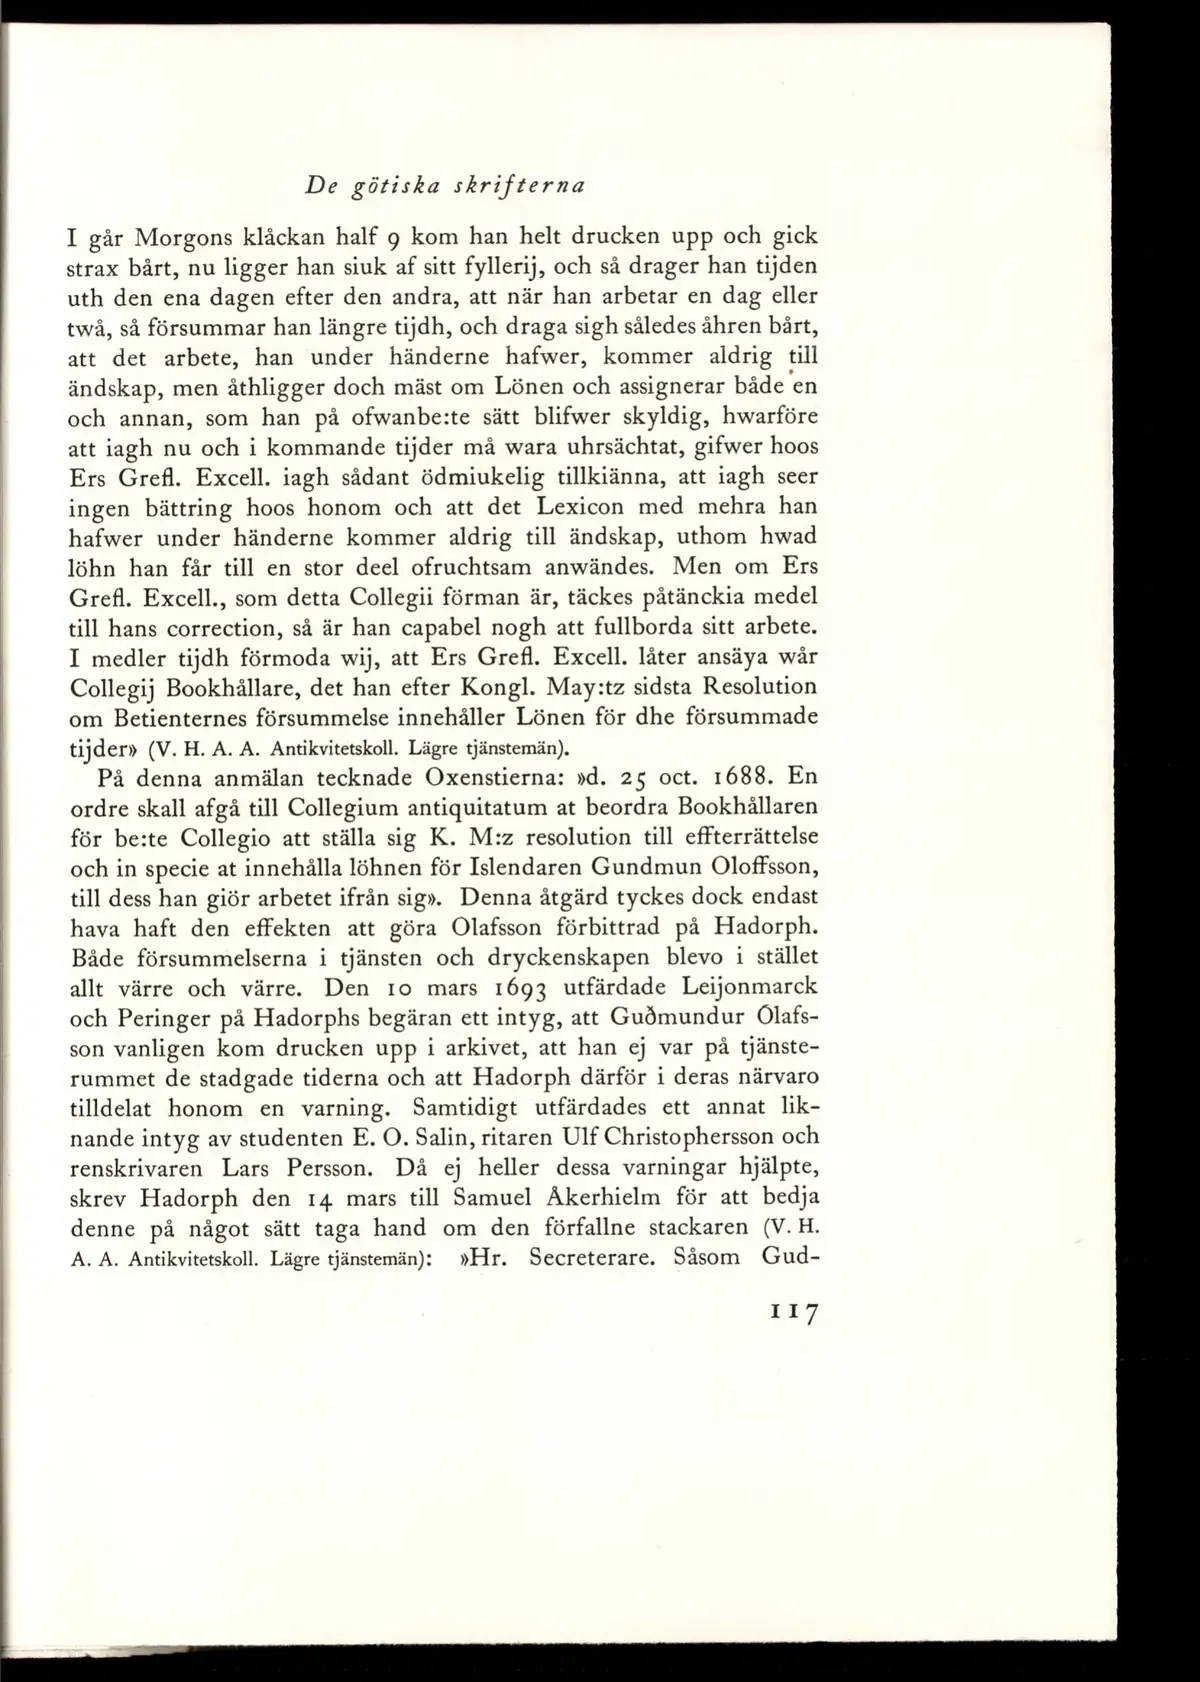 De götiska skrifterna
I går Morgons klåckan half 9 kom han helt drucken upp och gick
strax bårt, nu ligger han siuk af sitt fyllerij, och så drager han tijden
uth den ena dagen efter den andra, att när han arbetar en dag eller
twå, så försummar han längre tijdh, och draga sigh således åhren bårt,
att det arbete, han under händerne hafwer, kommer aldrig till
ändskap, men åthligger doch mäst om Lönen och assignerar både en
och annan, som han på ofwanbe:te sätt blifwer skyldig, hwarföre
att iagh nu och i kommande tijder må wara uhrsächtat, gifwer hoos
Ers Grefl. Excell. iagh sådant ödmiukelig tillkiänna, att iagh seer
ingen bättring hoos honom och att det Lexicon med mehra han
hafwer under händerne kommer aldrig till ändskap, uthom hwad
löhn han får till en stor deel ofruchtsam anwändes. Men om Ers
Grefl. Excell., som detta Collegii förman är, täckes påtänckia medel
till hans correction, så är han capabel nogh att fullborda sitt arbete.
I medler tijdh förmoda wij, att Ers Grefl. Excell. låter ansäya wår
Collegij Bookhållare, det han efter Kongl. May:tz sidsta Resolution
om Betienternes försummelse innehåller Lönen för dhe försummade
tijder» (V. H. A. A. Antikvitetskoll. Lägre tjänstemän).
På denna anmälan tecknade Oxenstierna: »d. 25 oct. 1688. En
ordre skall afgå till Collegium antiquitatum at beordra Bookhållaren
för be:te Collegio att ställa sig K. M:z resolution till effterrättelse
och in specie at innehålla löhnen för Islendaren Gundmun Oloffsson,
till dess han giör arbetet ifrån sig». Denna åtgärd tyckes dock endast
hava haft den effekten att göra Olafsson förbittrad på Hadorph.
Både försummelserna i tjänsten och dryckenskapen blevo i stället
allt värre och värre. Den 10 mars 1693 utfärdade Leijonmarck
och Peringer på Hadorphs begäran ett intyg, att Guðmundur Ólafs-
son vanligen kom drucken upp i arkivet, att han ej var på tjänste-
rummet de stadgade tiderna och att Hadorph därför i deras närvaro
tilldelat honom en varning. Samtidigt utfärdades ett annat lik-
nande intyg av studenten E. O. Salin, ritaren Ulf Christophersson och
renskrivaren Lars Persson. Då ej heller dessa varningar hjälpte,
skrev Hadorph den 14 mars till Samuel Åkerhielm för att bedja
denne på något sätt taga hand om den förfallne stackaren (V. H.
A. A. Antikvitetskoll. Lägre tjänstemän): »Hr. Secreterare. Såsom Gud-
117